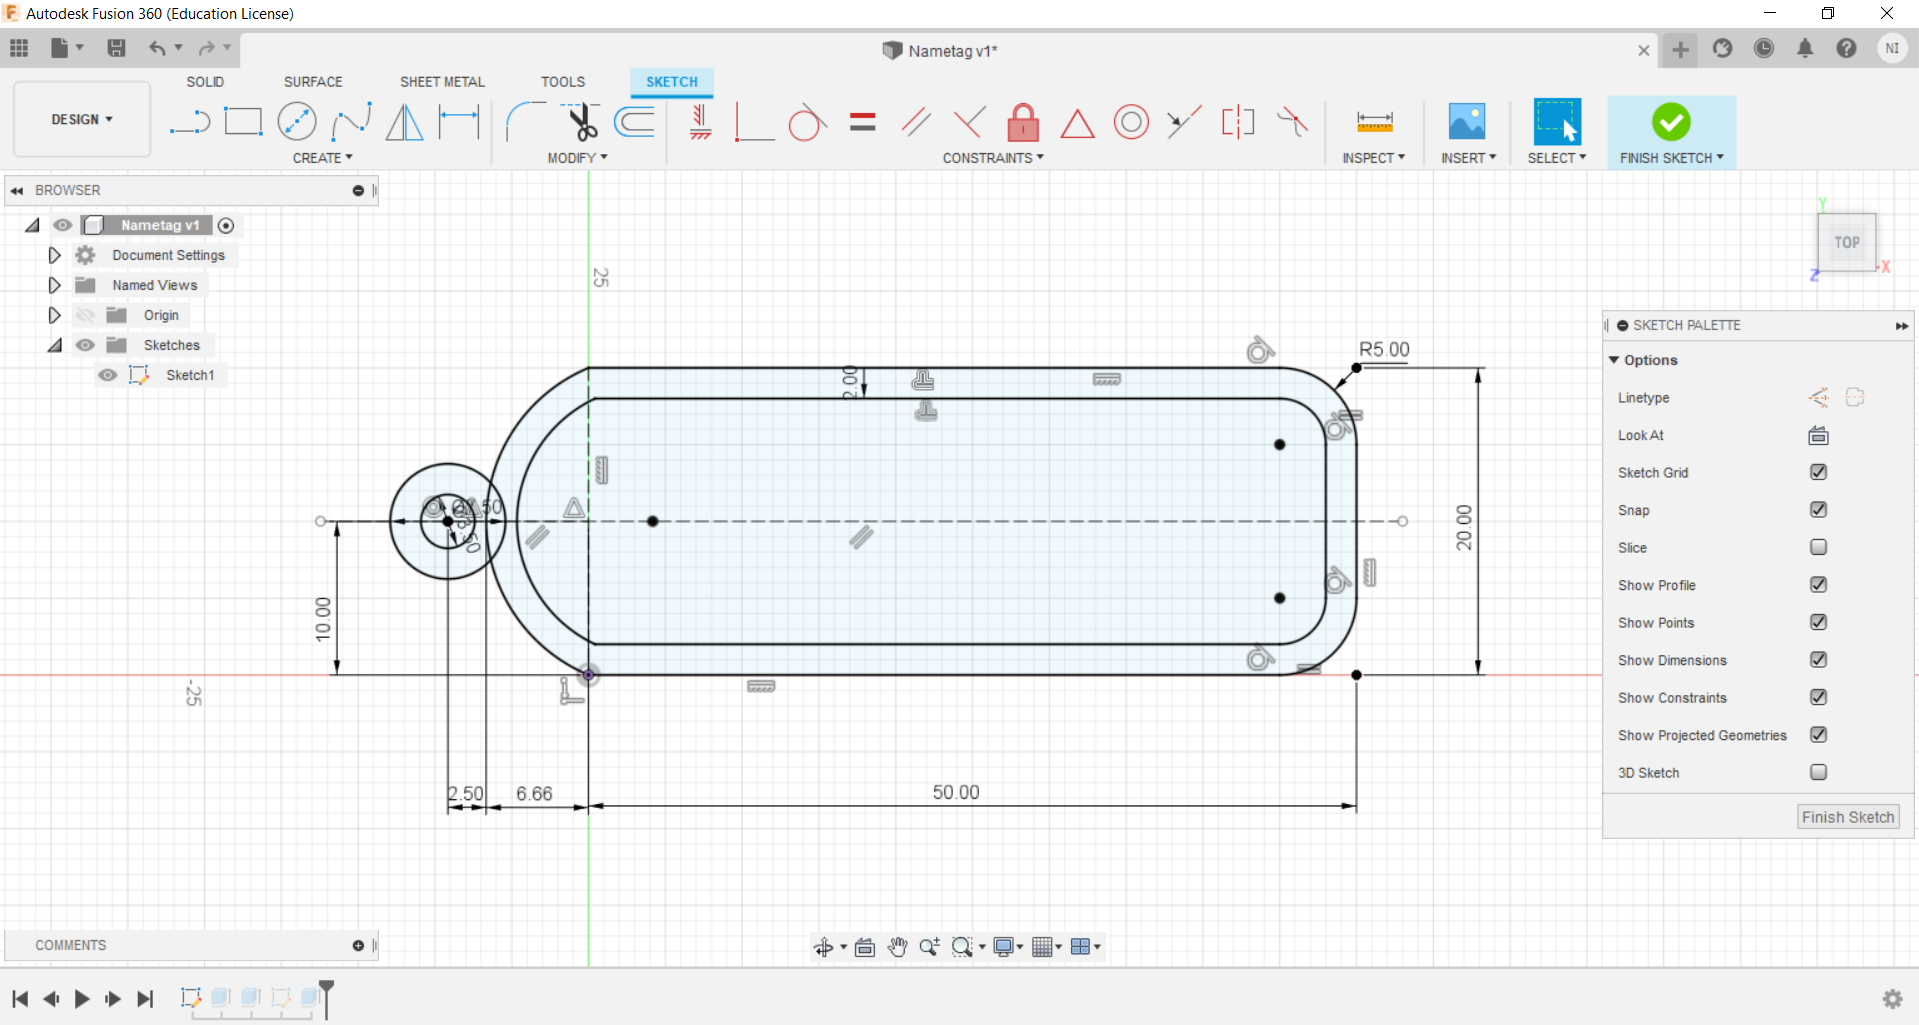 Autodesk Fusion 360 (Education License)
Nametag v1*
NI
SOLID SURFACE SHEET METAL TOOLS SKETCH
DESIGN
CREATE MODIFY CONSTRAINTS INSPECT INSERT SELECT FINISH SKETCH
BROWSER
Nametag v1
Document Settings
Named Views
Origin
Sketches
Sketch1
25
-25
Y
TOP
X
Z
R5.00
2.00
20.00
10.00
2.50 6.66 50.00
SKETCH PALETTE
Options
Linetype
Look At
Sketch Grid
Snap
Slice
Show Profile
Show Points
Show Dimensions
Show Constraints
Show Projected Geometries
3D Sketch
Finish Sketch
COMMENTS